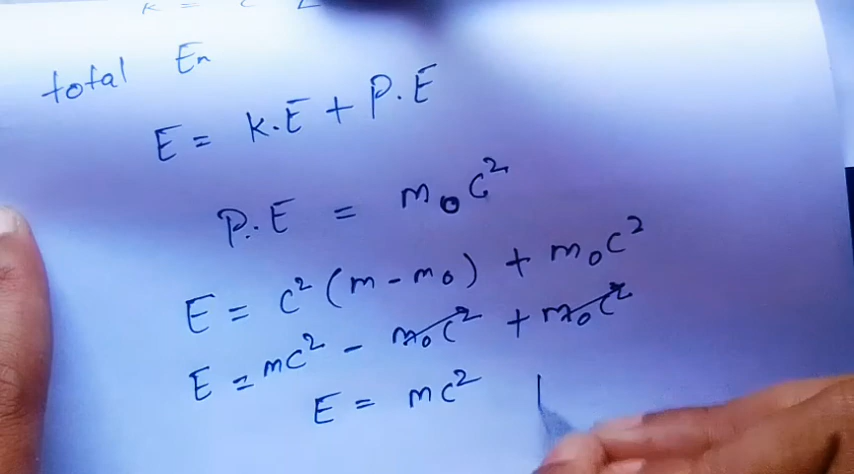 total En
E = K.E + P.E
P.E = m₀c²
E = c² (m - m₀) + m₀c²
E = mc² - m₀c² + m₀c²
E = mc²